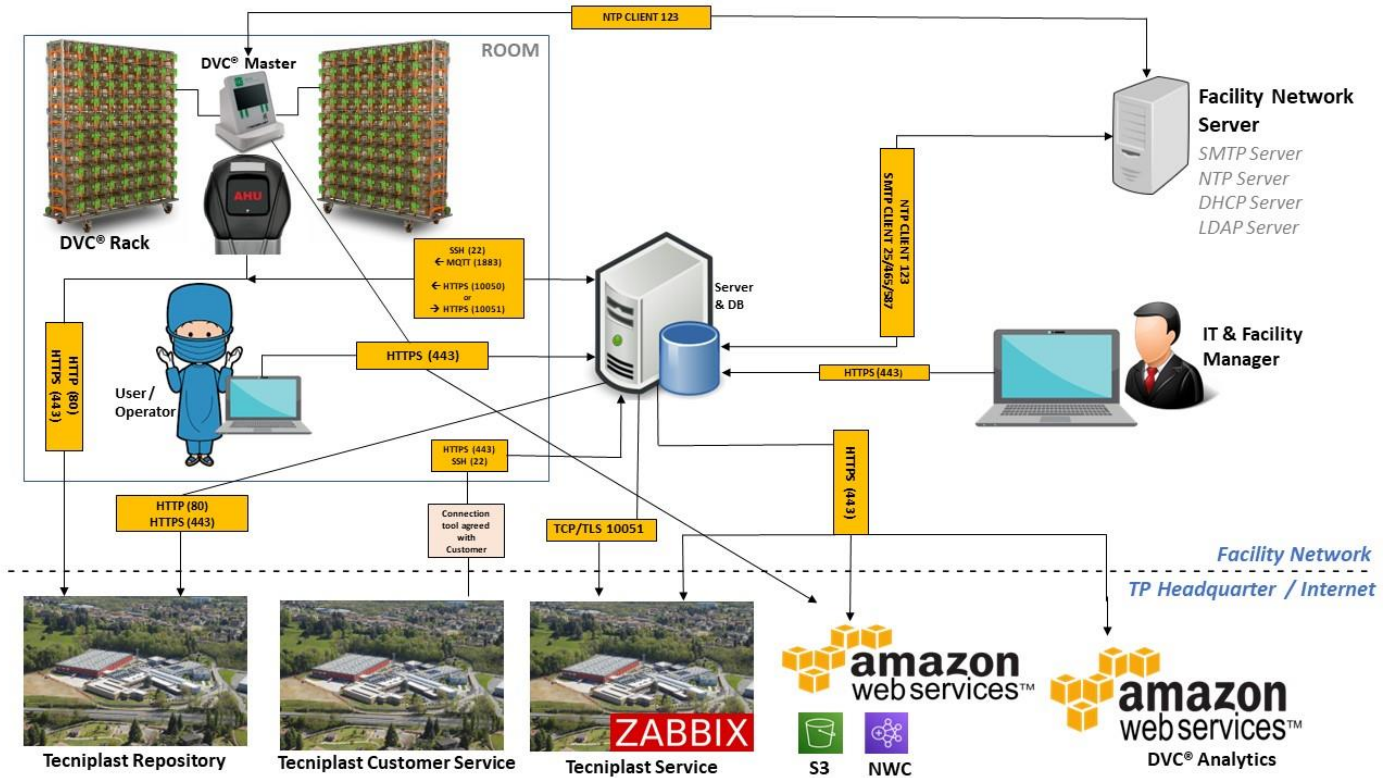 NTP CLIENT 123
ROOM
DVC® Master
AHU
DVC® Rack
Facility Network
Server
SMTP Server
NTP Server
DHCP Server
LDAP Server
NTP CLIENT 123
SMTP CLIENT 25/465/587
SSH (22)
← MQTT (1883)
← HTTPS (10050)
or
→ HTTPS (10051)
Server
& DB
HTTP (80)
HTTPS (443)
HTTPS (443)
User/
Operator
HTTPS (443)
IT & Facility
Manager
HTTPS (443)
SSH (22)
HTTPS (443)
HTTP (80)
HTTPS (443)
Connection
tool agreed
with
Customer
TCP/TLS 10051
Facility Network
TP Headquarter / Internet
ZABBIX
amazon
web services™
amazon
web services™
Tecniplast Repository
Tecniplast Customer Service
Tecniplast Service
S3
NWC
DVC® Analytics